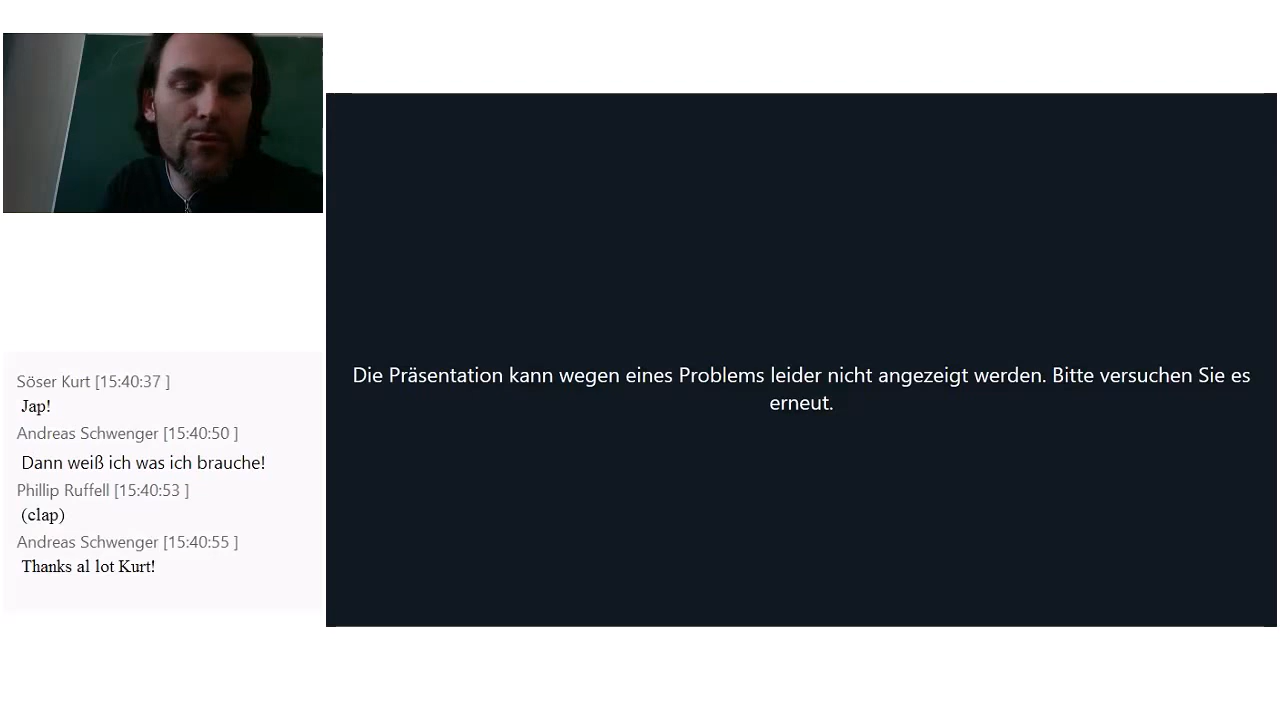 Söser Kurt [15:40:37 ]
Jap!
Andreas Schwenger [15:40:50 ]
Dann weiß ich was ich brauche!
Phillip Ruffell [15:40:53 ]
(clap)
Andreas Schwenger [15:40:55 ]
Thanks al lot Kurt!
Die Präsentation kann wegen eines Problems leider nicht angezeigt werden. Bitte versuchen Sie es
erneut.